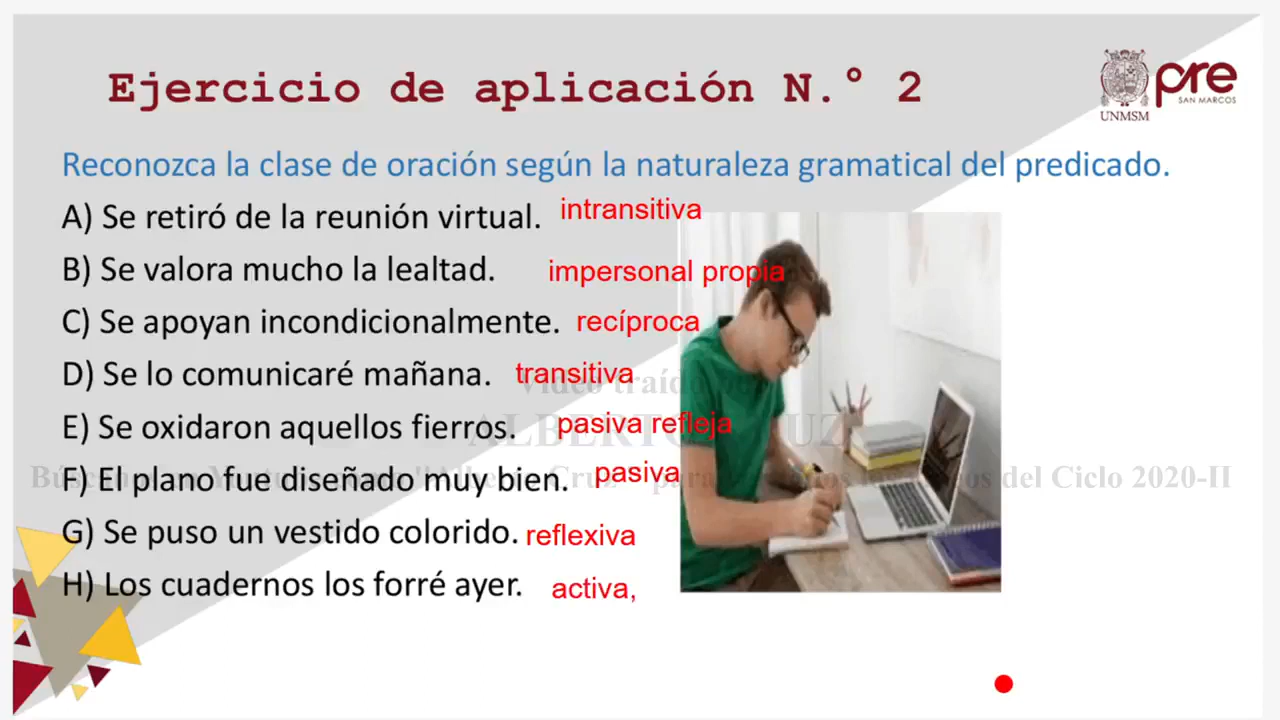 Ejercicio de aplicación N.° 2
pre
SAN MARCOS
UNMSM
Reconozca la clase de oración según la naturaleza gramatical del predicado.
A) Se retiró de la reunión virtual. intransitiva
B) Se valora mucho la lealtad. impersonal propia
C) Se apoyan incondicionalmente. recíproca
D) Se lo comunicaré mañana. transitiva
Video traído
E) Se oxidaron aquellos fierros. pasiva refleja
ALBERTO
F) El plano fue diseñado muy bien. pasiva
del Ciclo 2020-II
G) Se puso un vestido colorido. reflexiva
H) Los cuadernos los forré ayer. activa,